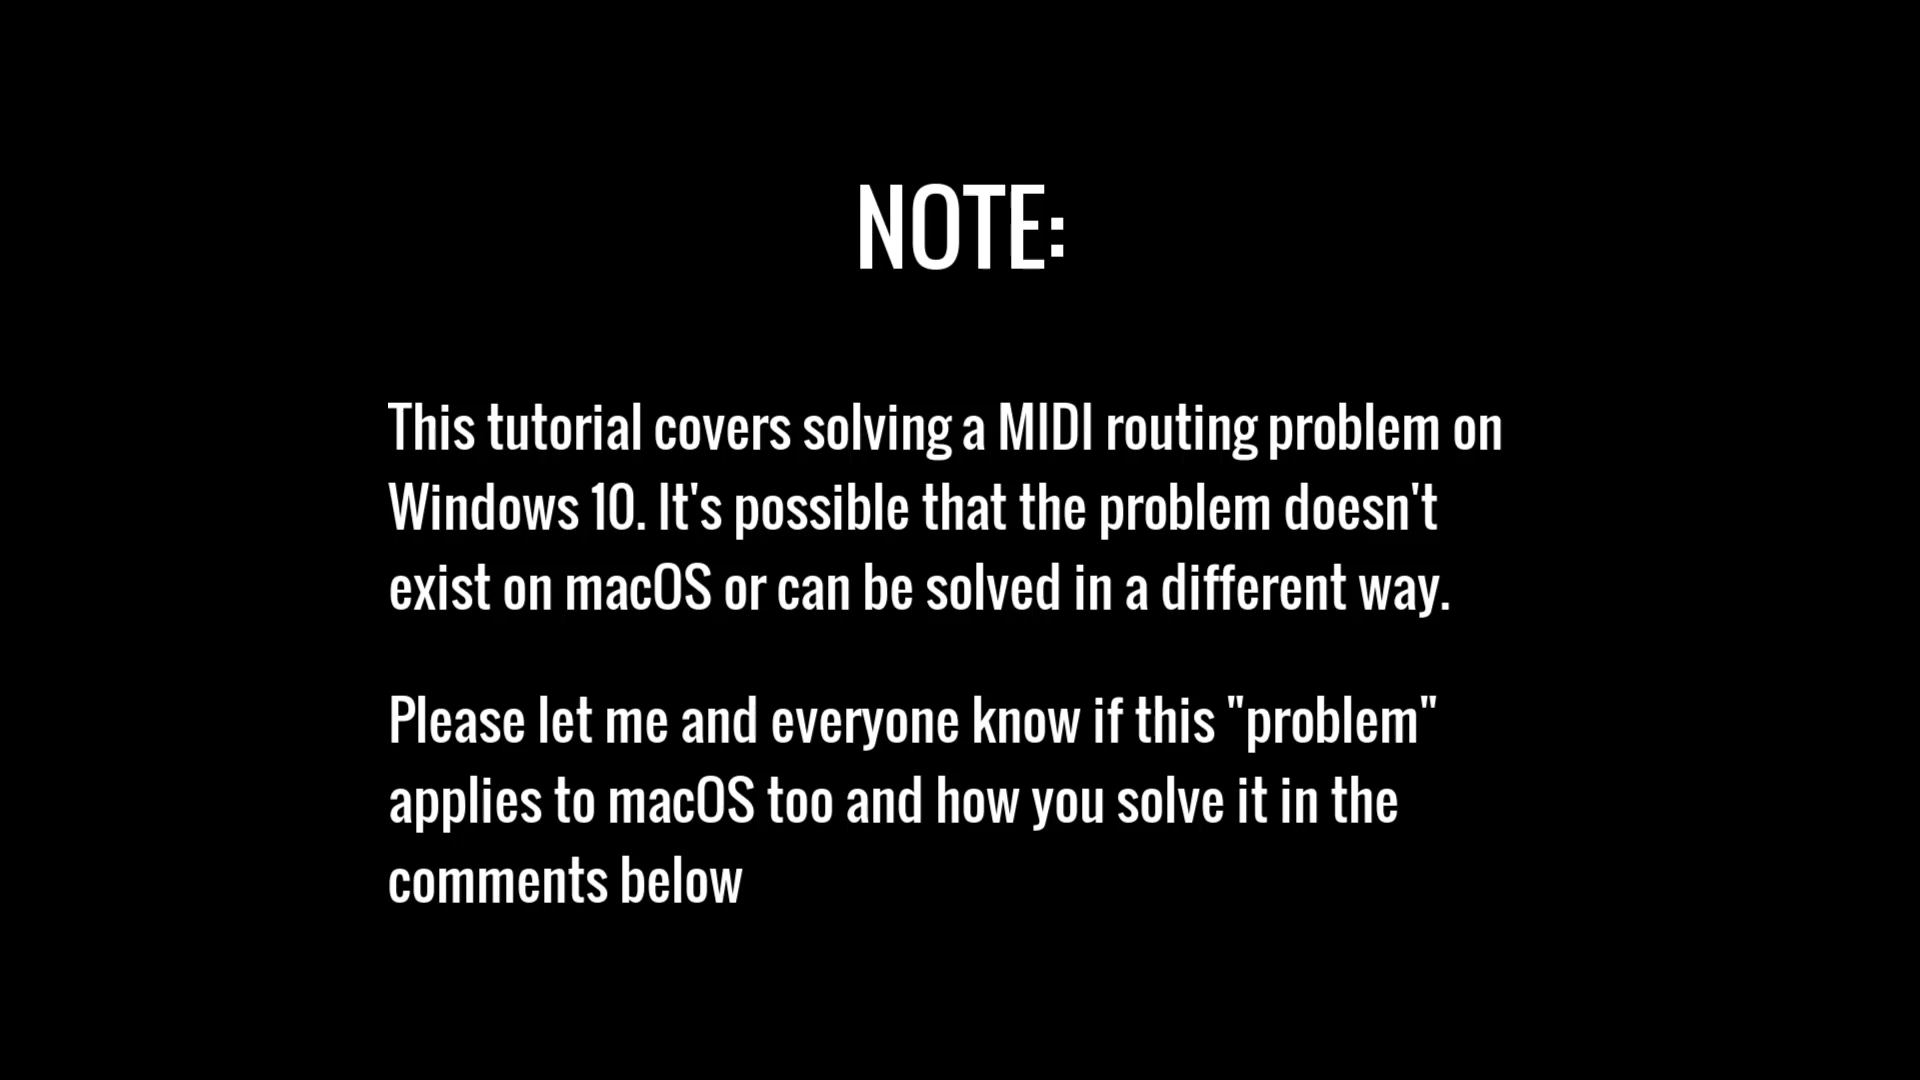 NOTE:
This tutorial covers solving a MIDI routing problem on
Windows 10. It's possible that the problem doesn't
exist on macOS or can be solved in a different way.
Please let me and everyone know if this "problem"
applies to macOS too and how you solve it in the
comments below